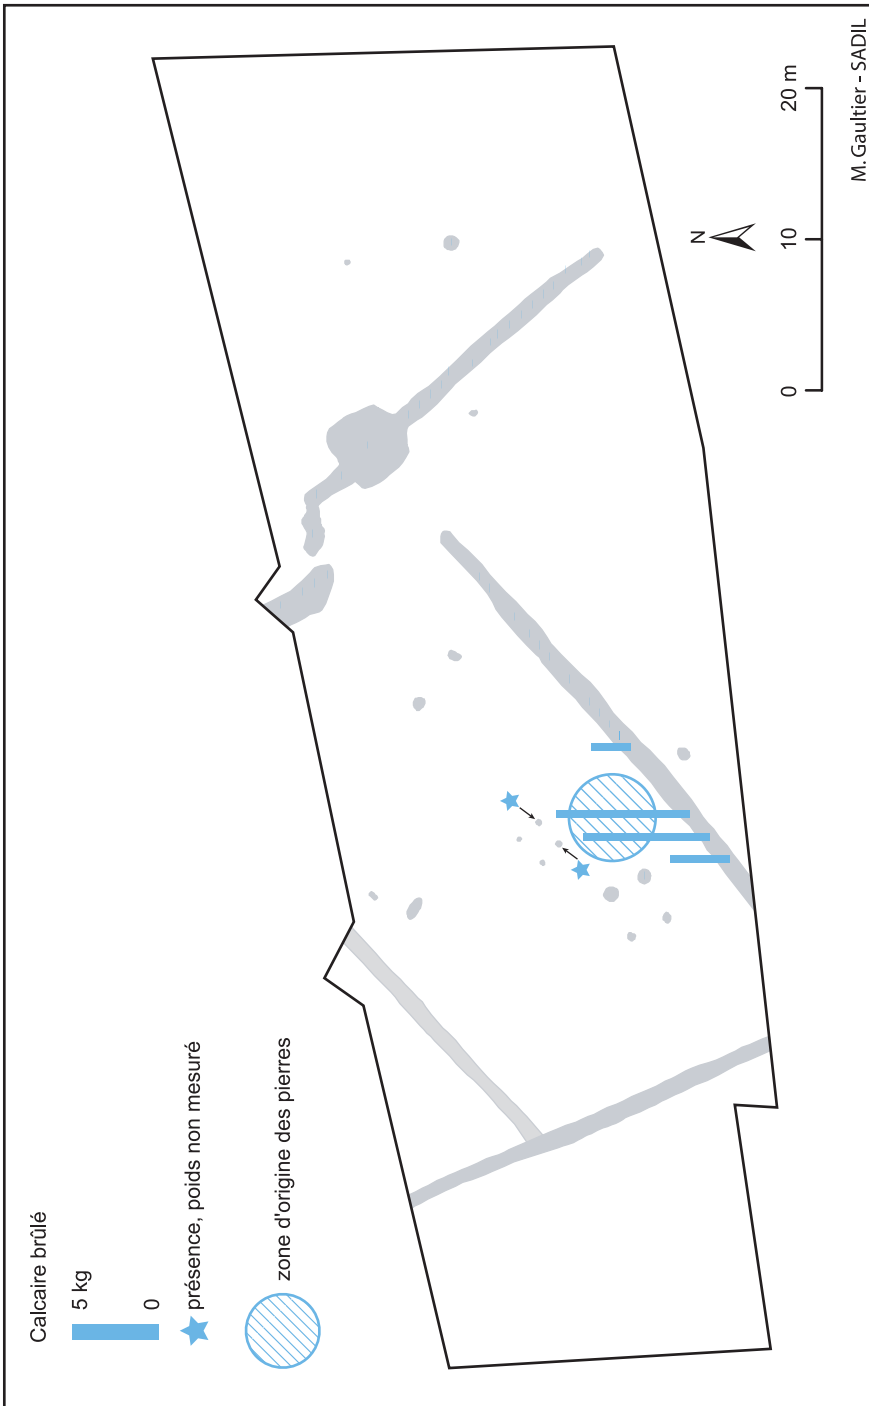 Calcaire brûlé
5 kg
0
présence, poids non mesuré
zone d'origine des pierres
N
0 10 20 m
M. Gaultier - SADIL